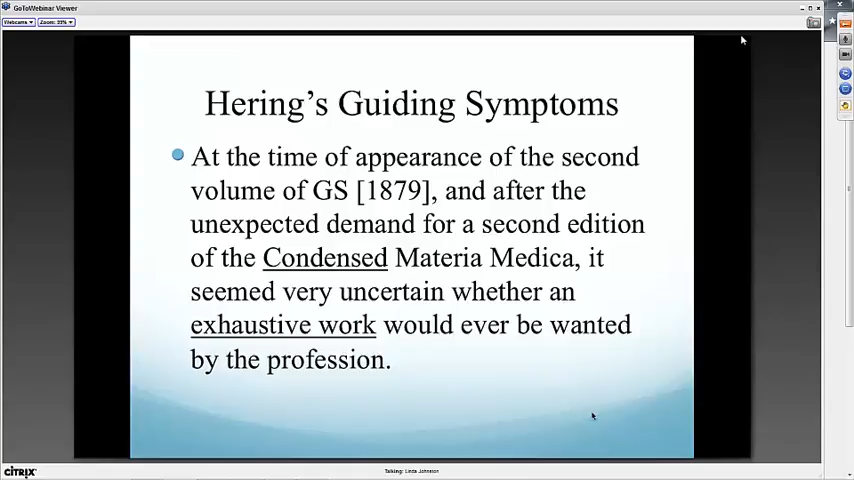 GoToWebinar Viewer
Webcams
Zoom: 33%
Hering's Guiding Symptoms
At the time of appearance of the second
volume of GS [1879], and after the
unexpected demand for a second edition
of the Condensed Materia Medica, it
seemed very uncertain whether an
exhaustive work would ever be wanted
by the profession.
CITRIX
Talking: Linda Johnston